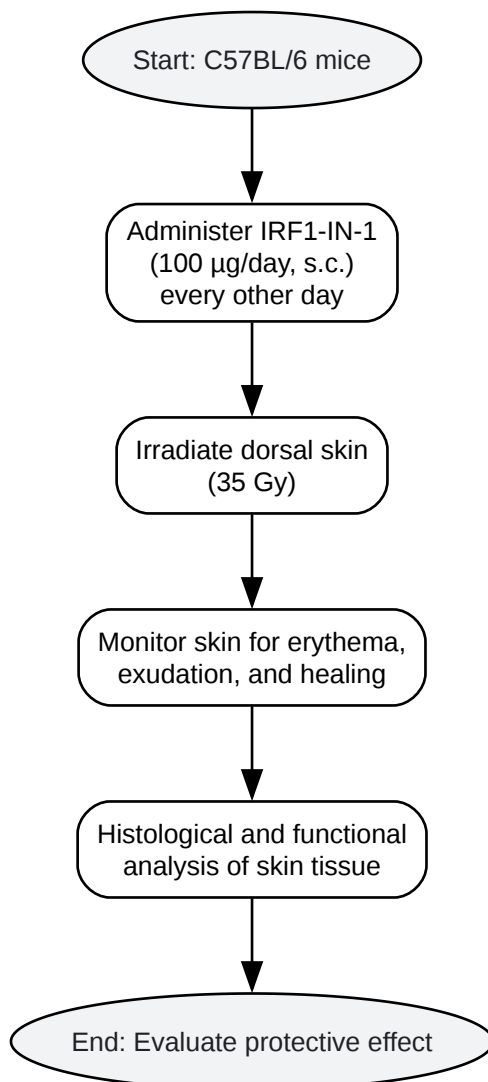 Start: C57BL/6 mice
Administer IRF1-IN-1
(100 µg/day, s.c.)
every other day
Irradiate dorsal skin
(35 Gy)
Monitor skin for erythema,
exudation, and healing
Histological and functional
analysis of skin tissue
End: Evaluate protective effect